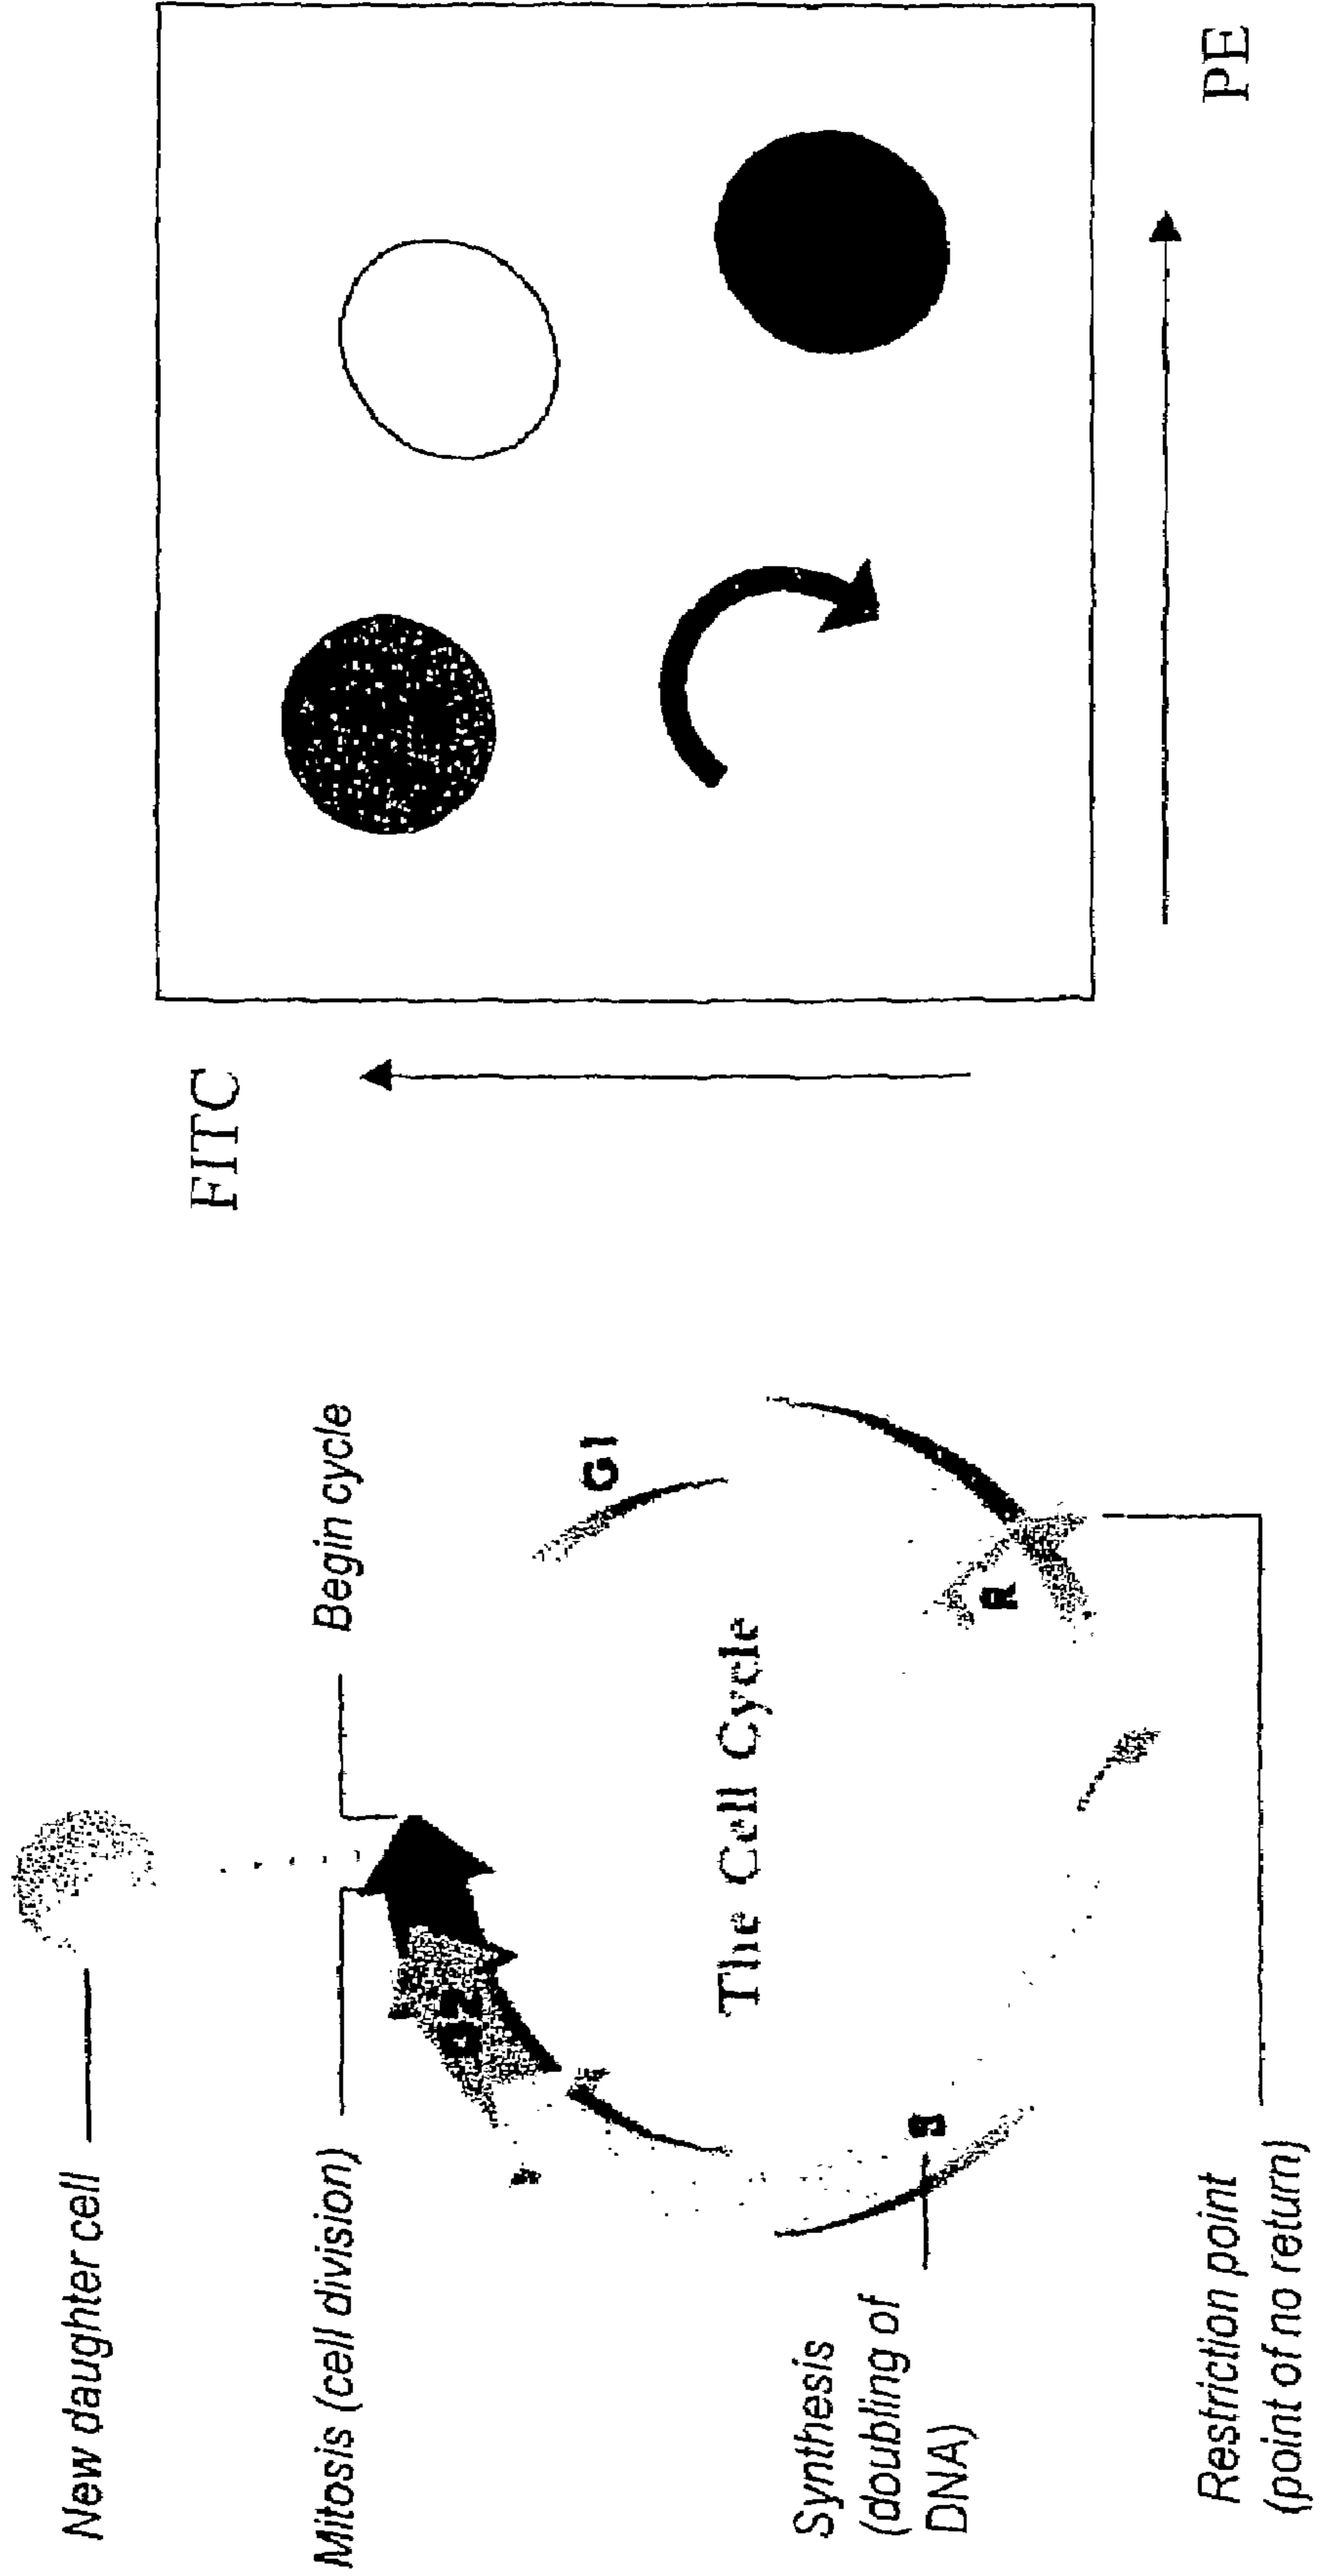 New daughter cell
Mitosis (cell division)
Begin cycle
G2
G1
The Cell Cycle
S
R
Synthesis
(doubling of
DNA)
Restriction point
(point of no return)
FITC
PE